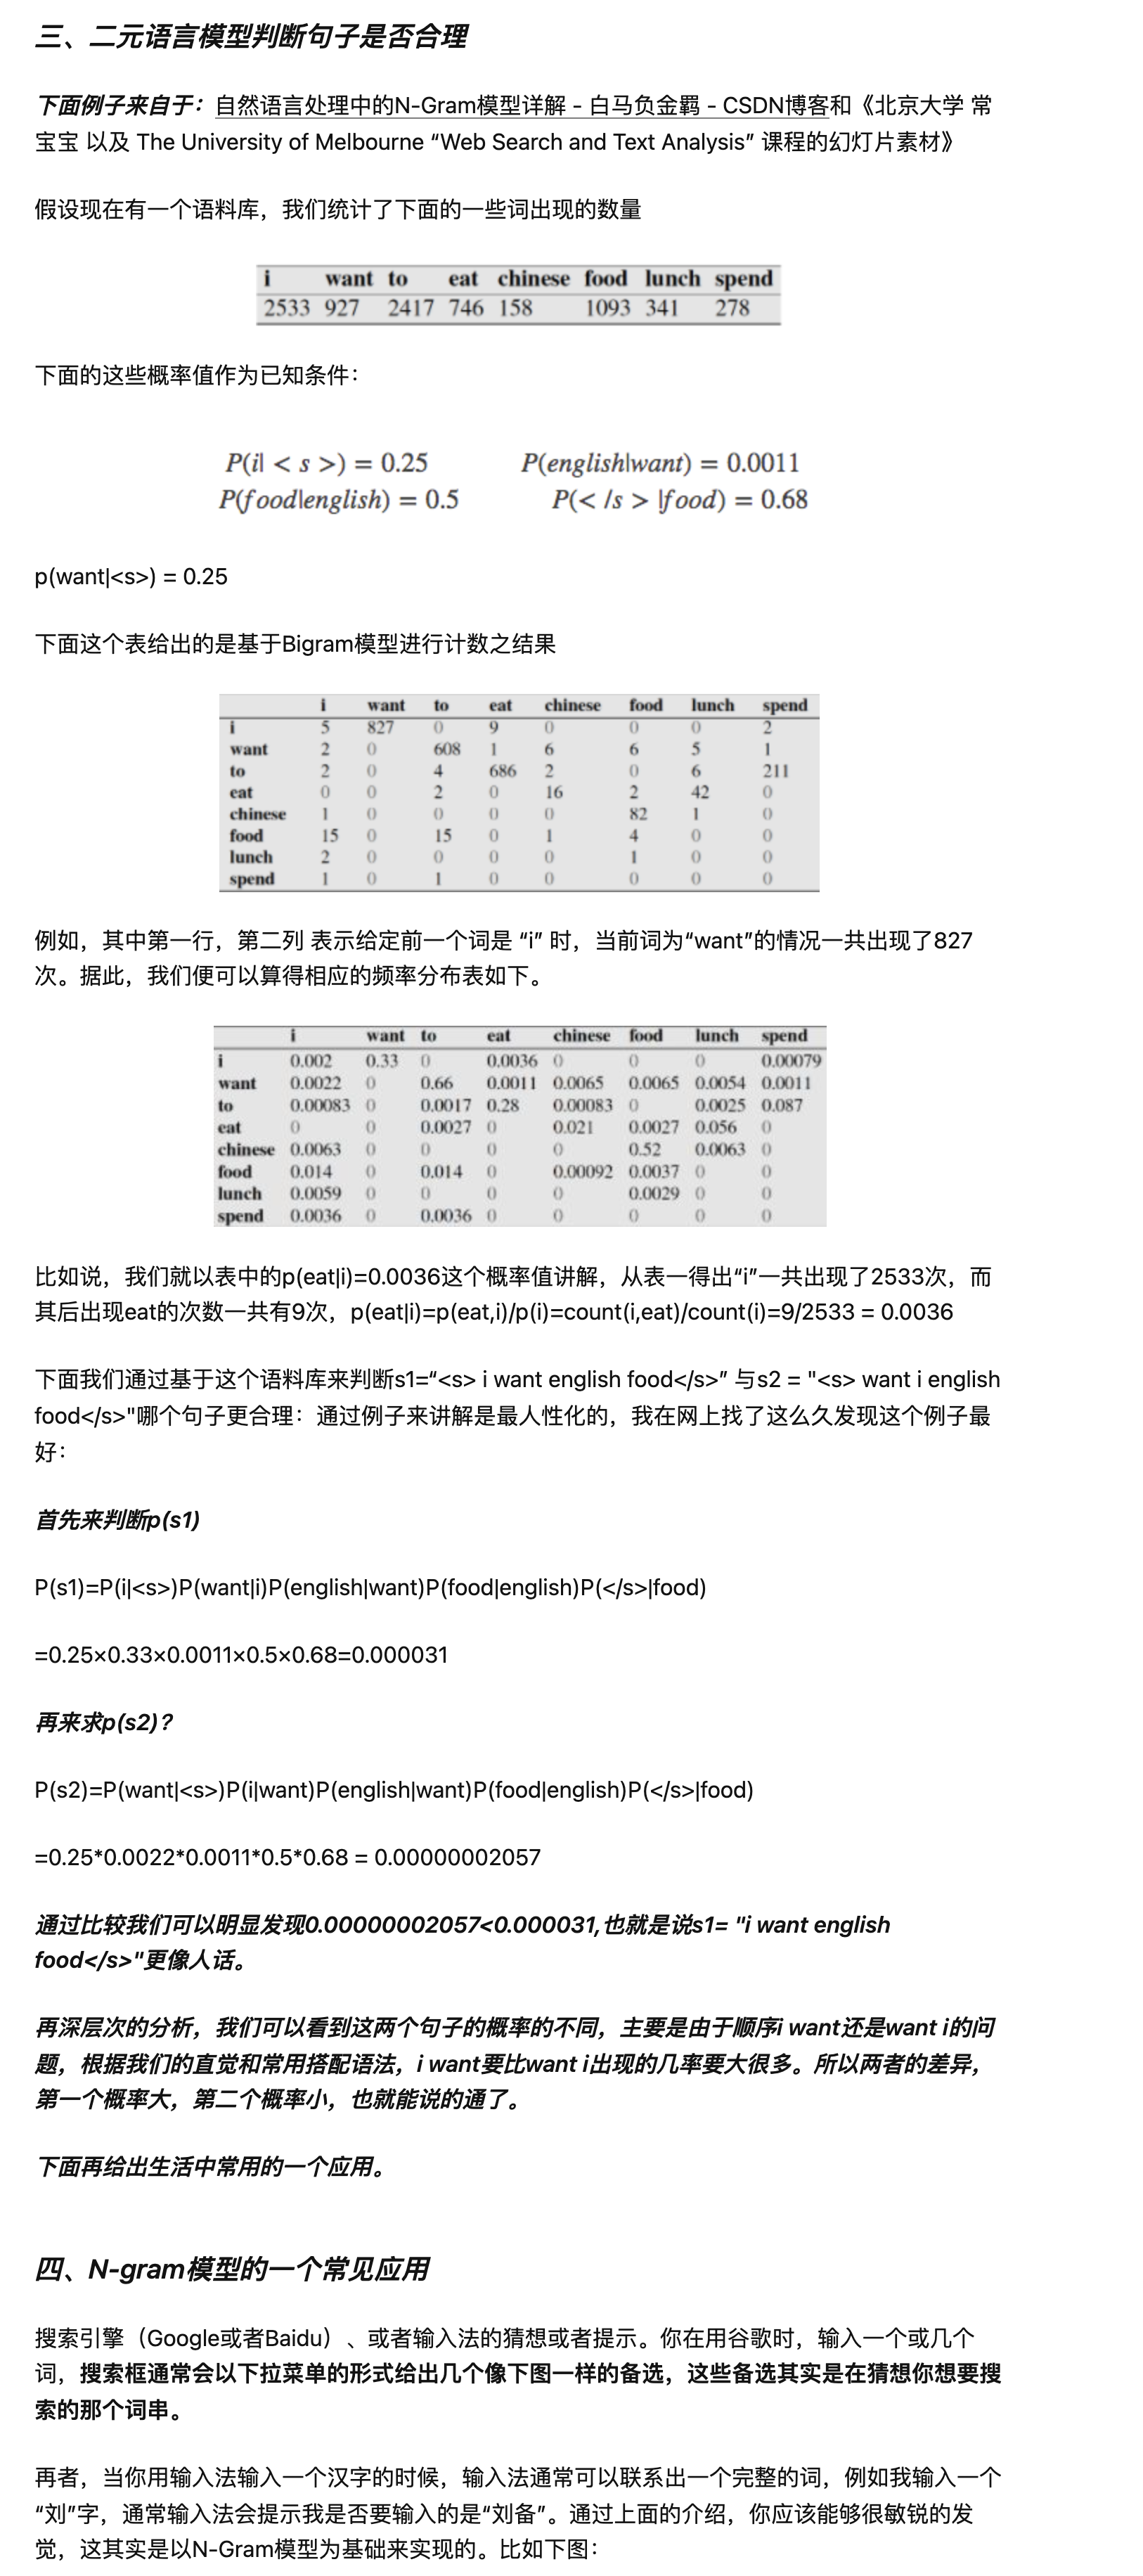 三、二元语言模型判断句子是否合理
下面例子来自于：自然语言处理中的N-Gram模型详解 - 白马负金羁 - CSDN博客和《北京大学 常
宝宝 以及 The University of Melbourne “Web Search and Text Analysis” 课程的幻灯片素材》
假设现在有一个语料库，我们统计了下面的一些词出现的数量
i want to eat chinese food lunch spend
2533 927 2417 746 158 1093 341 278
下面的这些概率值作为已知条件：
P(i| < s >) = 0.25 P(english|want) = 0.0011
P(food|english) = 0.5 P(< /s > |food) = 0.68
p(want|<s>) = 0.25
下面这个表给出的是基于Bigram模型进行计数之结果
i want to eat chinese food lunch spend
i 5 827 0 9 0 0 0 2
want 2 0 608 1 6 6 5 1
to 2 0 4 686 2 0 6 211
eat 0 0 2 0 16 2 42 0
chinese 1 0 0 0 0 82 1 0
food 15 0 15 0 1 4 0 0
lunch 2 0 0 0 0 1 0 0
spend 1 0 1 0 0 0 0 0
例如，其中第一行，第二列 表示给定前一个词是 “i” 时，当前词为“want”的情况一共出现了827
次。据此，我们便可以算得相应的频率分布表如下。
i want to eat chinese food lunch spend
i 0.002 0.33 0 0.0036 0 0 0 0.00079
want 0.0022 0 0.66 0.0011 0.0065 0.0065 0.0054 0.0011
to 0.00083 0 0.0017 0.28 0.00083 0 0.0025 0.087
eat 0 0 0.0027 0 0.021 0.0027 0.056 0
chinese 0.0063 0 0 0 0 0.52 0.0063 0
food 0.014 0 0.014 0 0.00092 0.0037 0 0
lunch 0.0059 0 0 0 0 0.0029 0 0
spend 0.0036 0 0.0036 0 0 0 0 0
比如说，我们就以表中的p(eat|i)=0.0036这个概率值讲解，从表一得出“i”一共出现了2533次，而
其后出现eat的次数一共有9次，p(eat|i)=p(eat,i)/p(i)=count(i,eat)/count(i)=9/2533 = 0.0036
下面我们通过基于这个语料库来判断s1=“<s> i want english food</s>” 与s2 = "<s> want i english
food</s>"哪个句子更合理：通过例子来讲解是最人性化的，我在网上找了这么久发现这个例子最
好：
首先来判断p(s1)
P(s1)=P(i|<s>)P(want|i)P(english|want)P(food|english)P(</s>|food)
=0.25×0.33×0.0011×0.5×0.68=0.000031
再来求p(s2)？
P(s2)=P(want|<s>)P(i|want)P(english|want)P(food|english)P(</s>|food)
=0.25*0.0022*0.0011*0.5*0.68 = 0.00000002057
通过比较我们可以明显发现0.00000002057<0.000031,也就是说s1= "i want english
food</s>"更像人话。
再深层次的分析，我们可以看到这两个句子的概率的不同，主要是由于顺序i want还是want i的问
题，根据我们的直觉和常用搭配语法，i want要比want i出现的几率要大很多。所以两者的差异，
第一个概率大，第二个概率小，也就能说的通了。
下面再给出生活中常用的一个应用。
四、N-gram模型的一个常见应用
搜索引擎（Google或者Baidu）、或者输入法的猜想或者提示。你在用谷歌时，输入一个或几个
词，搜索框通常会以下拉菜单的形式给出几个像下图一样的备选，这些备选其实是在猜想你想要搜
索的那个词串。
再者，当你用输入法输入一个汉字的时候，输入法通常可以联系出一个完整的词，例如我输入一个
“刘”字，通常输入法会提示我是否要输入的是“刘备”。通过上面的介绍，你应该能够很敏锐的发
觉，这其实是以N-Gram模型为基础来实现的。比如下图：